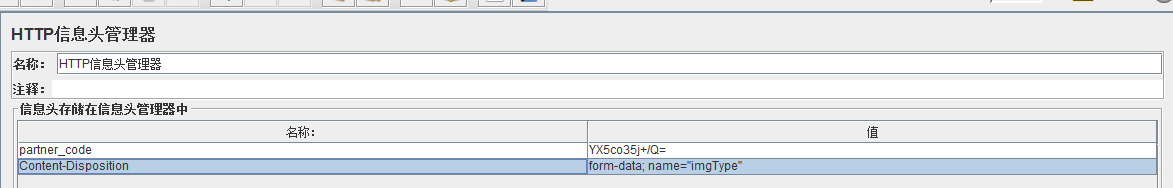 HTTP信息头管理器
名称： HTTP信息头管理器
注释：
信息头存储在信息头管理器中
名称： 值
partner_code YX5co35j+/Q=
Content-Disposition form-data; name="imgType"